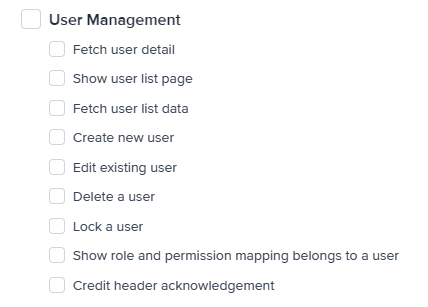 User Management
Fetch user detail
Show user list page
Fetch user list data
Create new user
Edit existing user
Delete a user
Lock a user
Show role and permission mapping belongs to a user
Credit header acknowledgement